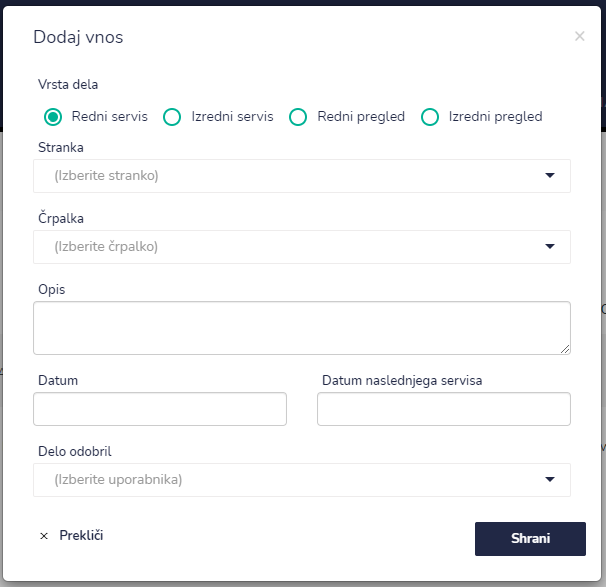 Dodaj vnos
Vrsta dela
Redni servis Izredni servis Redni pregled Izredni pregled
Stranka
(Izberite stranko)
Črpalka
(Izberite črpalko)
Opis
Datum Datum naslednjega servisa
Delo odobril
(Izberite uporabnika)
× Prekliči Shrani